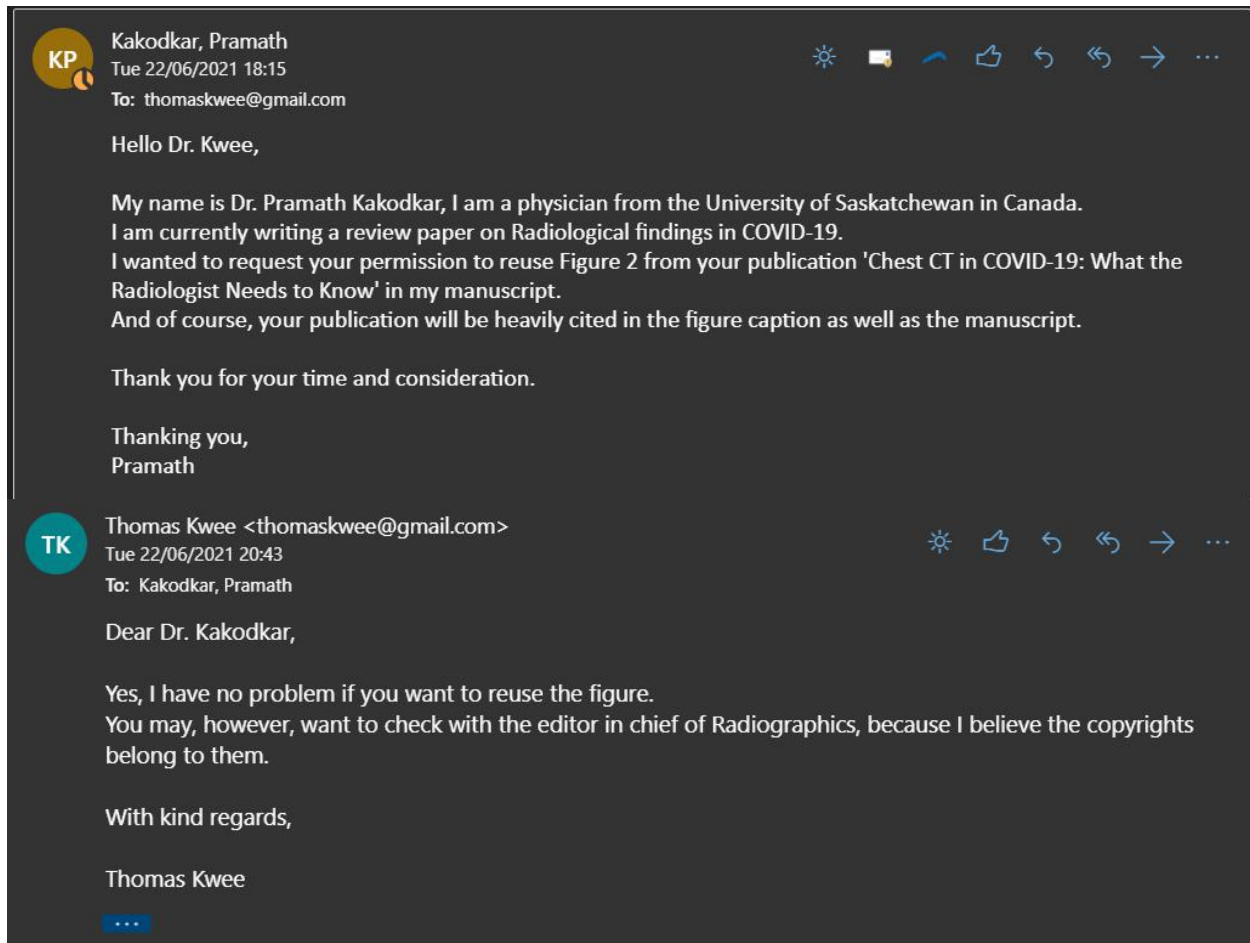 KP
Kakodkar, Pramath
Tue 22/06/2021 18:15
To: thomaskwee@gmail.com
Hello Dr. Kwee,
My name is Dr. Pramath Kakodkar, I am a physician from the University of Saskatchewan in Canada.
I am currently writing a review paper on Radiological findings in COVID-19.
I wanted to request your permission to reuse Figure 2 from your publication 'Chest CT in COVID-19: What the
Radiologist Needs to Know' in my manuscript.
And of course, your publication will be heavily cited in the figure caption as well as the manuscript.
Thank you for your time and consideration.
Thanking you,
Pramath
TK
Thomas Kwee <thomaskwee@gmail.com>
Tue 22/06/2021 20:43
To: Kakodkar, Pramath
Dear Dr. Kakodkar,
Yes, I have no problem if you want to reuse the figure.
You may, however, want to check with the editor in chief of Radiographics, because I believe the copyrights
belong to them.
With kind regards,
Thomas Kwee